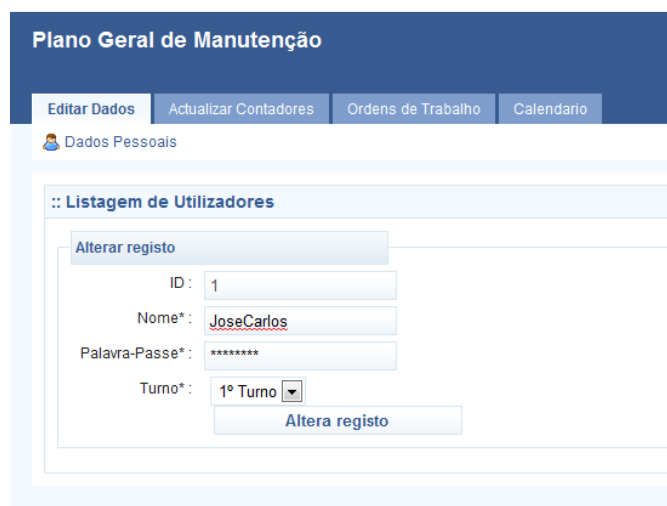 Plano Geral de Manutenção
Editar Dados Actualizar Contadores Ordens de Trabalho Calendario
Dados Pessoais
:: Listagem de Utilizadores
Alterar registo
ID : 1
Nome* : JoseCarlos
Palavra-Passe* : ********
Turno* : 1º Turno
Altera registo